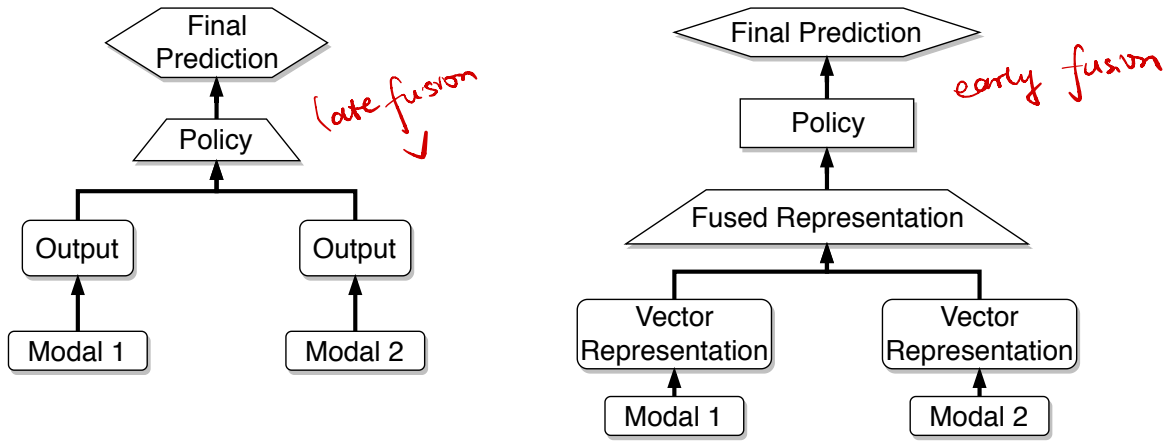 Final
Prediction
late fusion
Policy
Output
Output
Modal 1
Modal 2
Final Prediction
early fusion
Policy
Fused Representation
Vector
Representation
Vector
Representation
Modal 1
Modal 2